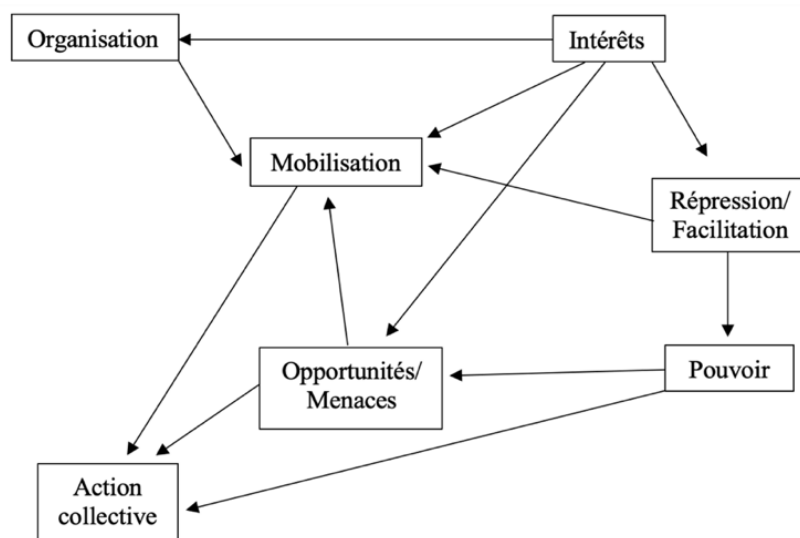 Organisation
Intérêts
Mobilisation
Répression/
Facilitation
Opportunités/
Menaces
Pouvoir
Action
collective